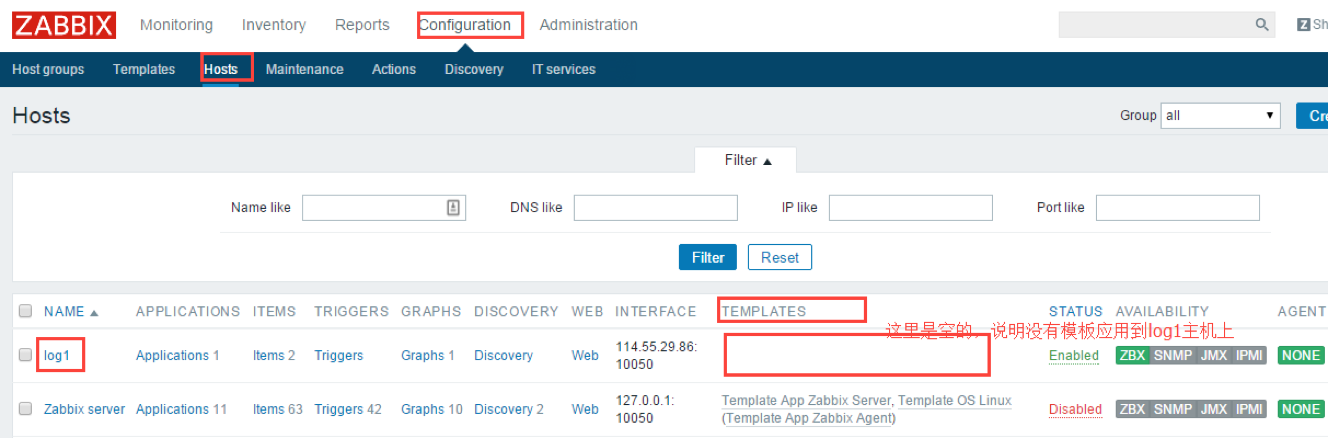 ZABBIX Monitoring Inventory Reports Configuration Administration Z Sh
Host groups Templates Hosts Maintenance Actions Discovery IT services
Hosts Group all Cre
Filter
Name like DNS like IP like Port like
Filter Reset
NAME APPLICATIONS ITEMS TRIGGERS GRAPHS DISCOVERY WEB INTERFACE TEMPLATES STATUS AVAILABILITY AGENT
这里是空的，说明没有模板应用到log1主机上
log1 Applications 1 Items 2 Triggers Graphs 1 Discovery Web 114.55.29.86: Enabled ZBX SNMP JMX IPMI NONE
10050
Zabbix server Applications 11 Items 63 Triggers 42 Graphs 10 Discovery 2 Web 127.0.0.1: Template App Zabbix Server, Template OS Linux Disabled ZBX SNMP JMX IPMI NONE
10050 (Template App Zabbix Agent)